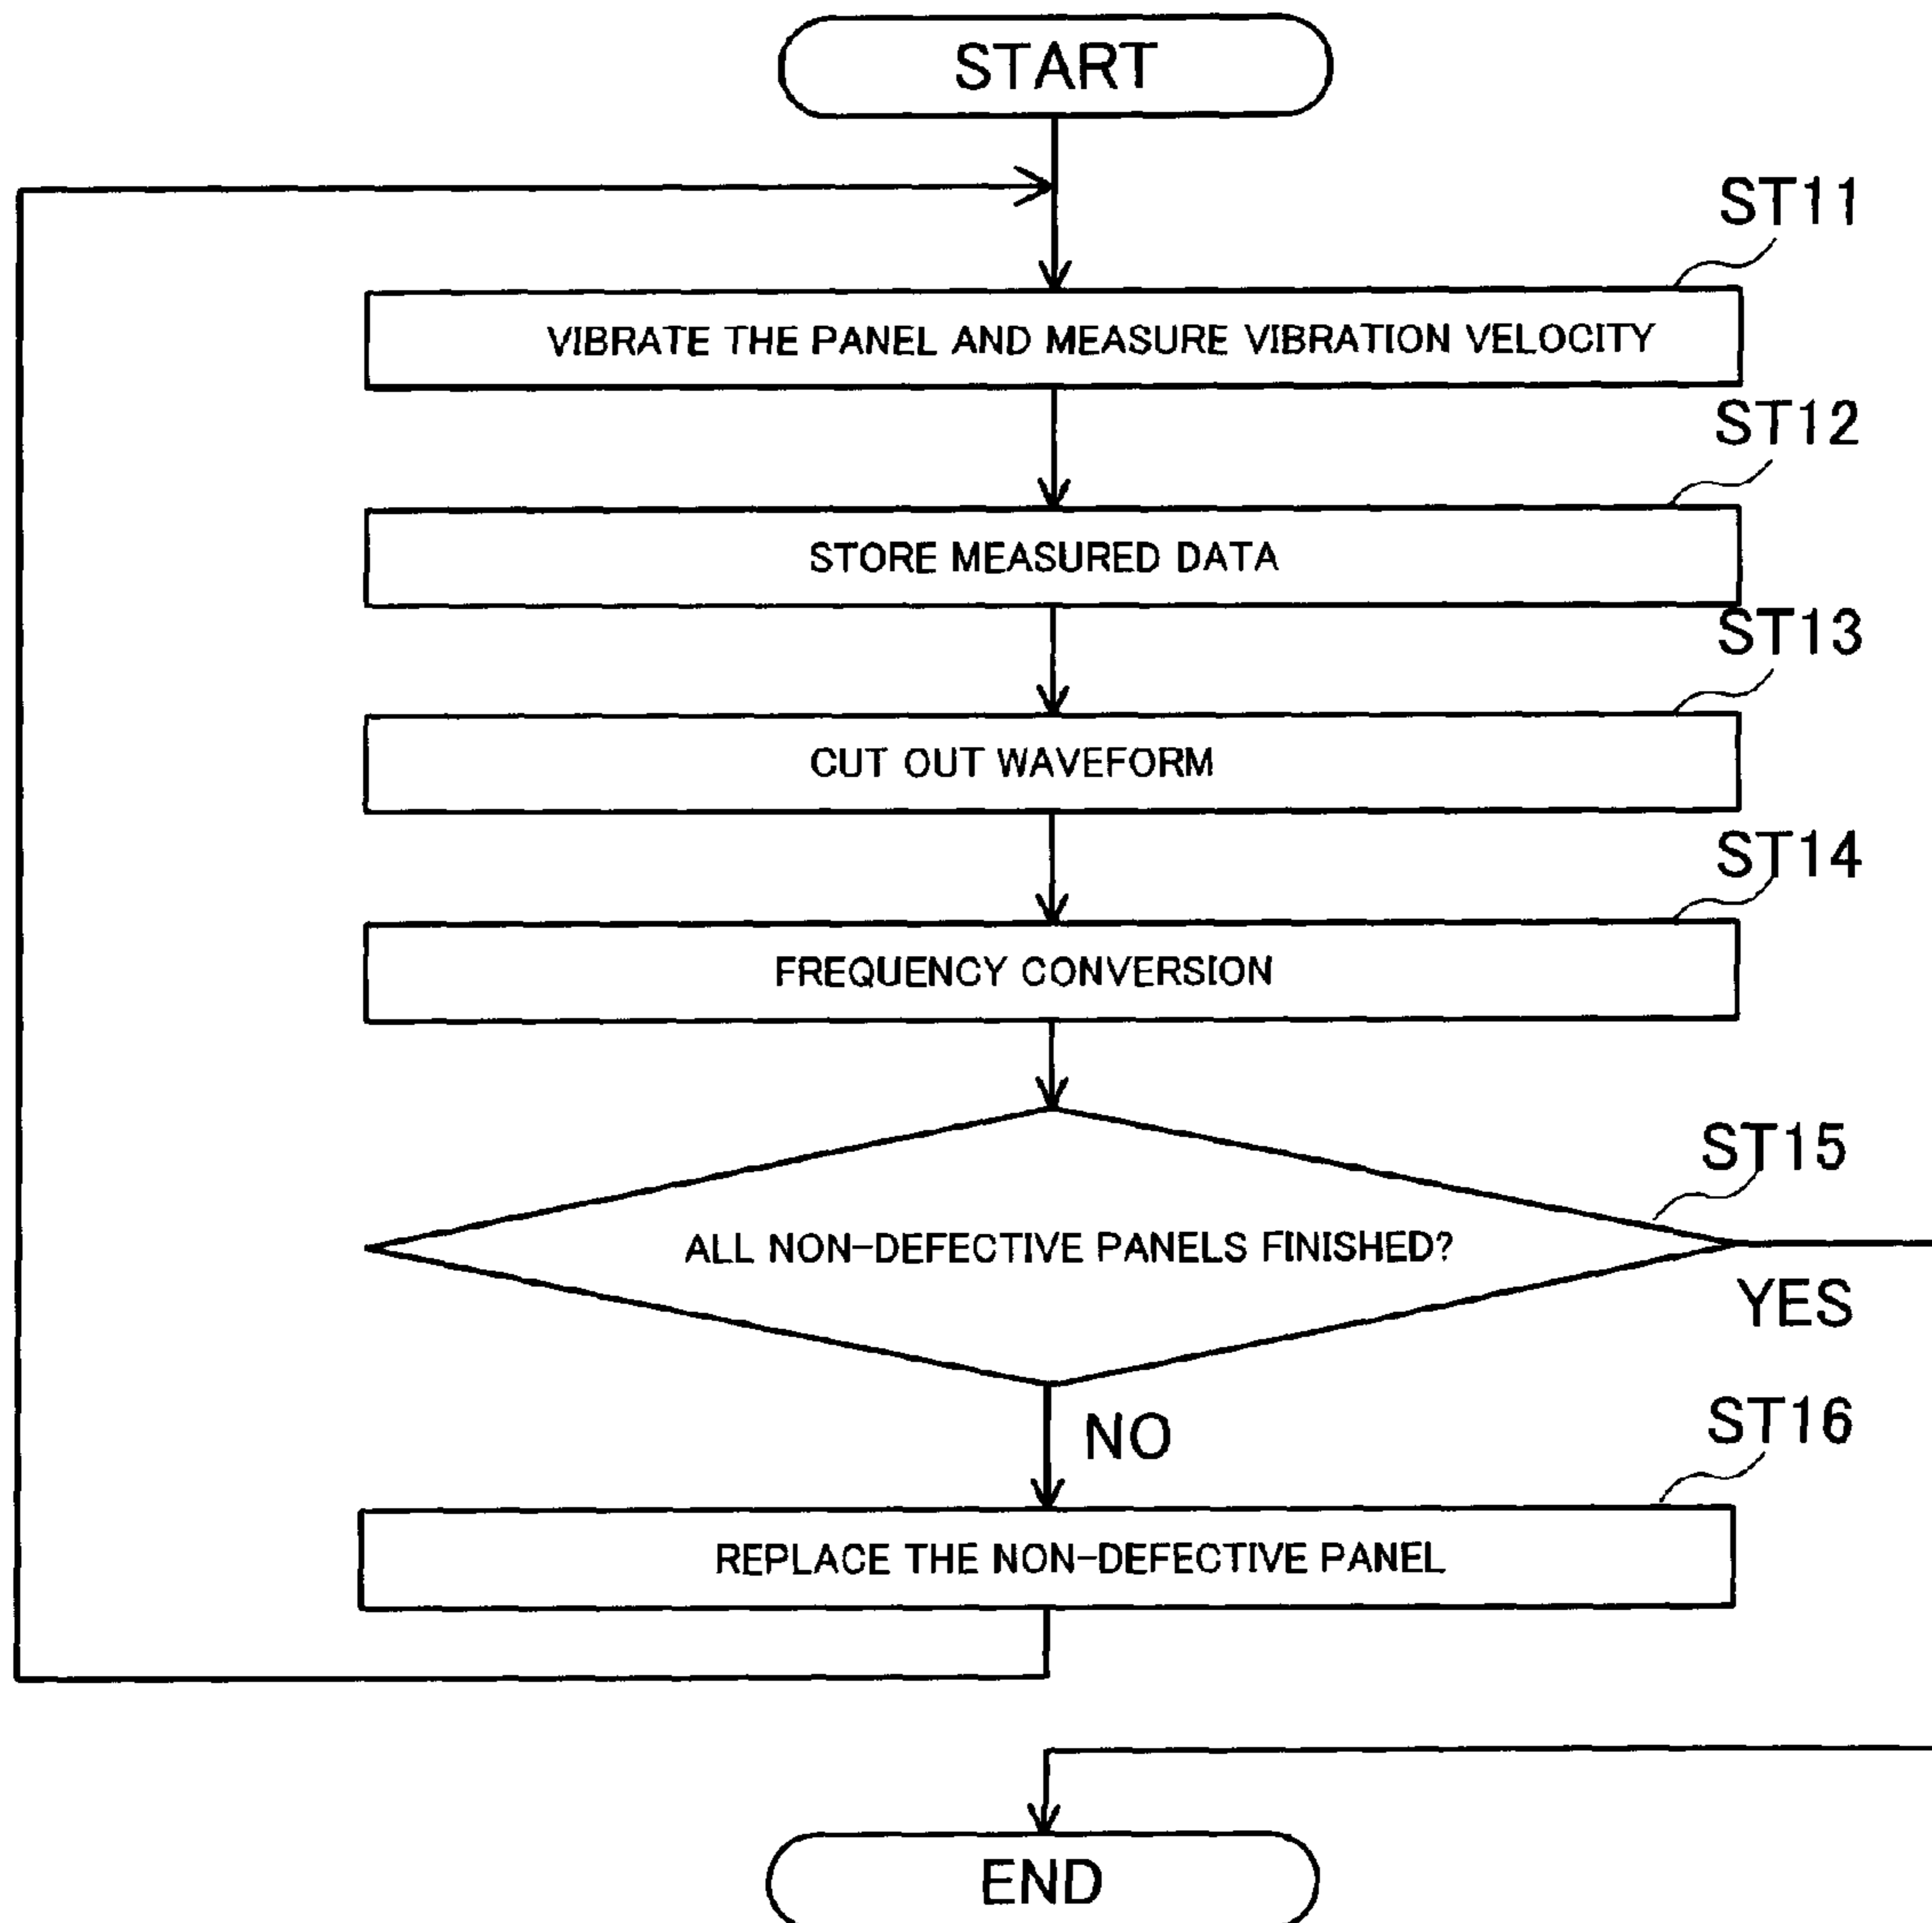 START
ST11
VIBRATE THE PANEL AND MEASURE VIBRATION VELOCITY
ST12
STORE MEASURED DATA
ST13
CUT OUT WAVEFORM
ST14
FREQUENCY CONVERSION
ST15
ALL NON-DEFECTIVE PANELS FINISHED?
YES
NO
ST16
REPLACE THE NON-DEFECTIVE PANEL
END